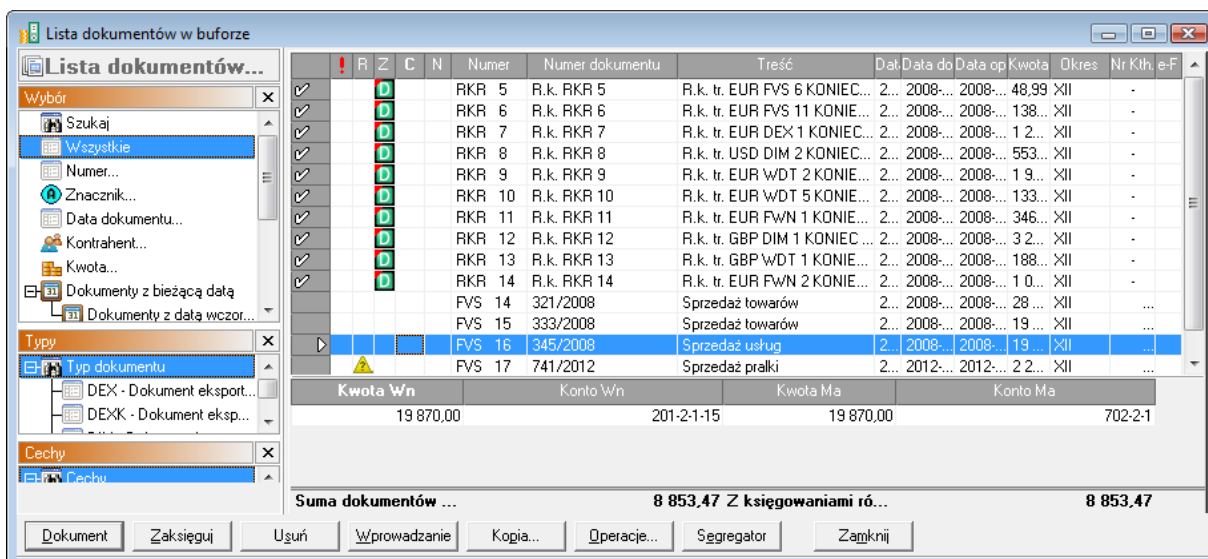 Lista dokumentów w buforze
Lista dokumentów...
Wybór
Szukaj
Wszystkie
Numer...
Znacznik...
Data dokumentu...
Kontrahent...
Kwota...
Dokumenty z bieżącą datą
Dokumenty z datą wczor...
Typy
Typ dokumentu
DEX - Dokument eksport...
DEXK - Dokument eksp...
Cechy
Cechy
! R Z C N Numer Numer dokumentu Treść Dat Data do Data op Kwota Okres Nr Kth. e-F
D RKR 5 R.k. RKR 5 R.k. tr. EUR FVS 6 KONIEC... 2... 2008-... 2008-... 48,99 XII -
D RKR 6 R.k. RKR 6 R.k. tr. EUR FVS 11 KONIE... 2... 2008-... 2008-... 138... XII -
D RKR 7 R.k. RKR 7 R.k. tr. EUR DEX 1 KONIEC... 2... 2008-... 2008-... 1 2... XII -
D RKR 8 R.k. RKR 8 R.k. tr. USD DIM 2 KONIEC... 2... 2008-... 2008-... 553... XII -
D RKR 9 R.k. RKR 9 R.k. tr. EUR WDT 2 KONIE... 2... 2008-... 2008-... 1 9... XII -
D RKR 10 R.k. RKR 10 R.k. tr. EUR WDT 5 KONIE... 2... 2008-... 2008-... 133... XII -
D RKR 11 R.k. RKR 11 R.k. tr. EUR FWN 1 KONIE... 2... 2008-... 2008-... 346... XII -
D RKR 12 R.k. RKR 12 R.k. tr. GBP DIM 1 KONIEC ... 2... 2008-... 2008-... 3 2... XII -
D RKR 13 R.k. RKR 13 R.k. tr. GBP WDT 1 KONIE... 2... 2008-... 2008-... 188... XII -
D RKR 14 R.k. RKR 14 R.k. tr. EUR FWN 2 KONIE... 2... 2008-... 2008-... 1 0... XII -
FVS 14 321/2008 Sprzedaż towarów 2... 2008-... 2008-... 28 ... XII ...
FVS 15 333/2008 Sprzedaż towarów 2... 2008-... 2008-... 19 ... XII ...
FVS 16 345/2008 Sprzedaż usług 2... 2008-... 2008-... 19 ... XII ...
FVS 17 741/2012 Sprzedaż pralki 2... 2012-... 2012-... 2 2... XII ...
Kwota Wn Konto Wn Kwota Ma Konto Ma
19 870,00 201-2-1-15 19 870,00 702-2-1
Suma dokumentów ... 8 853,47 Z księgowaniami ró... 8 853,47
Dokument Zaksięguj Usuń Wprowadzanie Kopia... Operacje... Segregator Zamknij